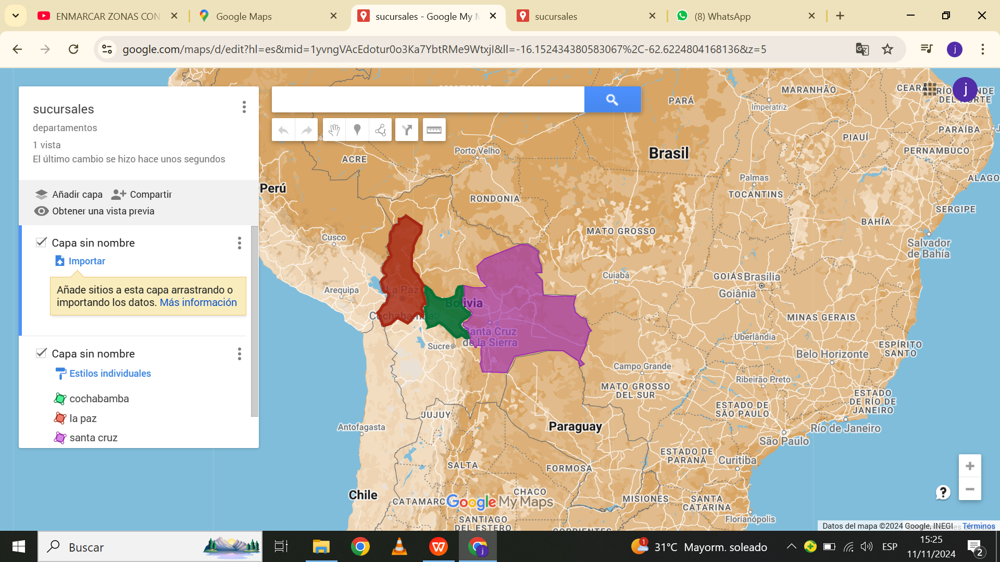 ENMARCAR ZONAS CON
Google Maps
sucursales - Google My M
sucursales
(8) WhatsApp
google.com/maps/d/edit?hl=es&mid=1yvngVAcEdotur0o3Ka7YbtRMe9WtxjI&ll=-16.152434380583067%2C-62.6224804168136&z=5
j
sucursales
departamentos
1 vista
El último cambio se hizo hace unos segundos
Añadir capa
Compartir
Obtener una vista previa
Capa sin nombre
Importar
Añade sitios a esta capa arrastrando o
importando los datos. Más información
Capa sin nombre
Estilos individuales
cochabamba
la paz
santa cruz
j
PARÁ
MARANHÃO
Imperatriz
CEARÁ
RÍO GRANDE
DEL NORTE
PARAÍBA
PIAUÍ
PERNAMBUCO
ALAGO
SERGIPE
ACRE
Porto Velho
Brasil
Palmas
TOCANTINS
Perú
RONDONIA
BAHÍA
MATO GROSSO
Cusco
Salvador
de Bahía
Cuiabá
GOIÁS
Brasilia
Goiânia
Arequipa
La Paz
Bolivia
Cochabamba
MINAS GERAIS
Santa Cruz
de la Sierra
Sucre
Uberlândia
ESPÍRITO
SANTO
Belo Horizonte
Campo Grande
Ribeirão Preto
MATO GROSSO
DEL SUR
ESTADO
DE RÍO DE
JANEIRO
ESTADO DE
SÃO PAULO
JUJUY
Antofagasta
Paraguay
Río de Janeiro
São Paulo
ESTADO DE
PARANÁ
Curitiba
SALTA
FORMOSA
Chile
CHACO
CATAMARCA
Google My Maps
MISIONES
SANTA
CATARINA
SANTIAGO
DEL ESTERO
Florianópolis
CORRIENTES
Datos del mapa ©2024 Google, INEGI
Términos
Buscar
W
j
1
31°C Mayorm. soleado
ESP
15:25
11/11/2024
2